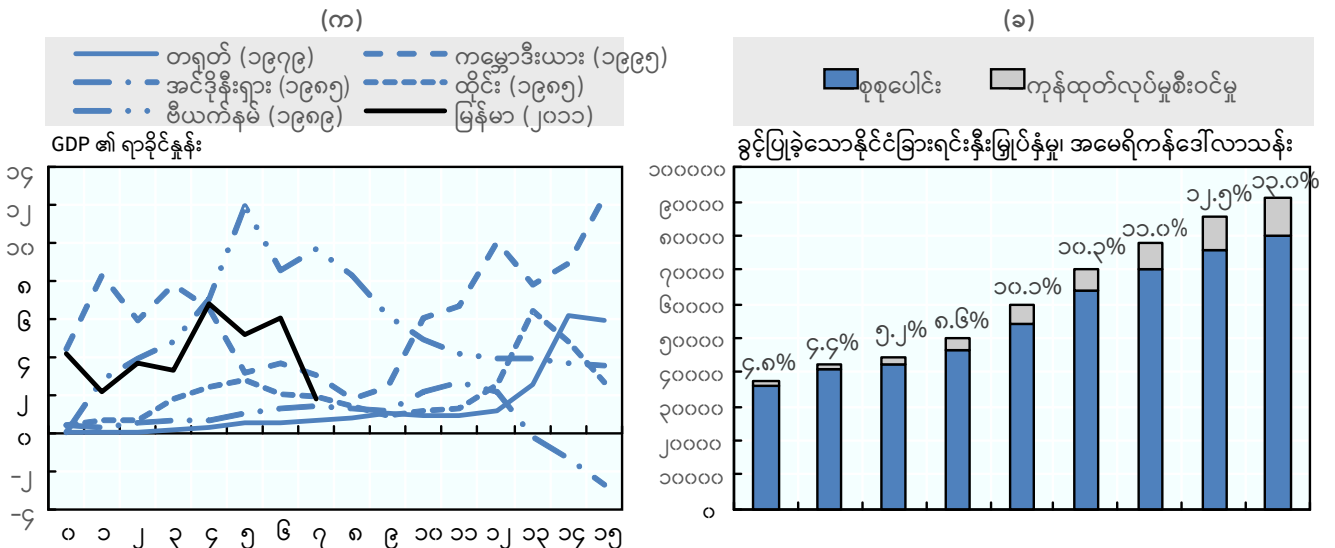 (က)
တရုတ် (၁၉၇၉)
ကမ္ဘောဒီးယား (၁၉၉၅)
အင်ဒိုနီးရှား (၁၉၈၅)
ထိုင်း (၁၉၈၅)
ဗီယက်နမ် (၁၉၈၉)
မြန်မာ (၂၀၁၁)
GDP ၏ ရာခိုင်နှုန်း
၁၄
၁၂
၁၀
၈
၆
၄
၂
၀
-၂
-၄
၀ ၁ ၂ ၃ ၄ ၅ ၆ ၇ ၈ ၉ ၁၀ ၁၁ ၁၂ ၁၃ ၁၄ ၁၅
(ခ)
စုစုပေါင်း
ကုန်ထုတ်လုပ်မှုစီးဝင်မှု
ခွင့်ပြုခဲ့သောနိုင်ငံခြားရင်းနှီးမြှုပ်နှံမှု၊ အမေရိကန်ဒေါ်လာသန်း
၁၀၀၀၀၀
၉၀၀၀၀
၈၀၀၀၀
၇၀၀၀၀
၆၀၀၀၀
၅၀၀၀၀
၄၀၀၀၀
၃၀၀၀၀
၂၀၀၀၀
၁၀၀၀၀
၀
၄.၈%
၄.၄%
၅.၂%
၈.၆%
၁၀.၁%
၁၀.၃%
၁၁.၀%
၁၂.၅%
၁၁.၀%